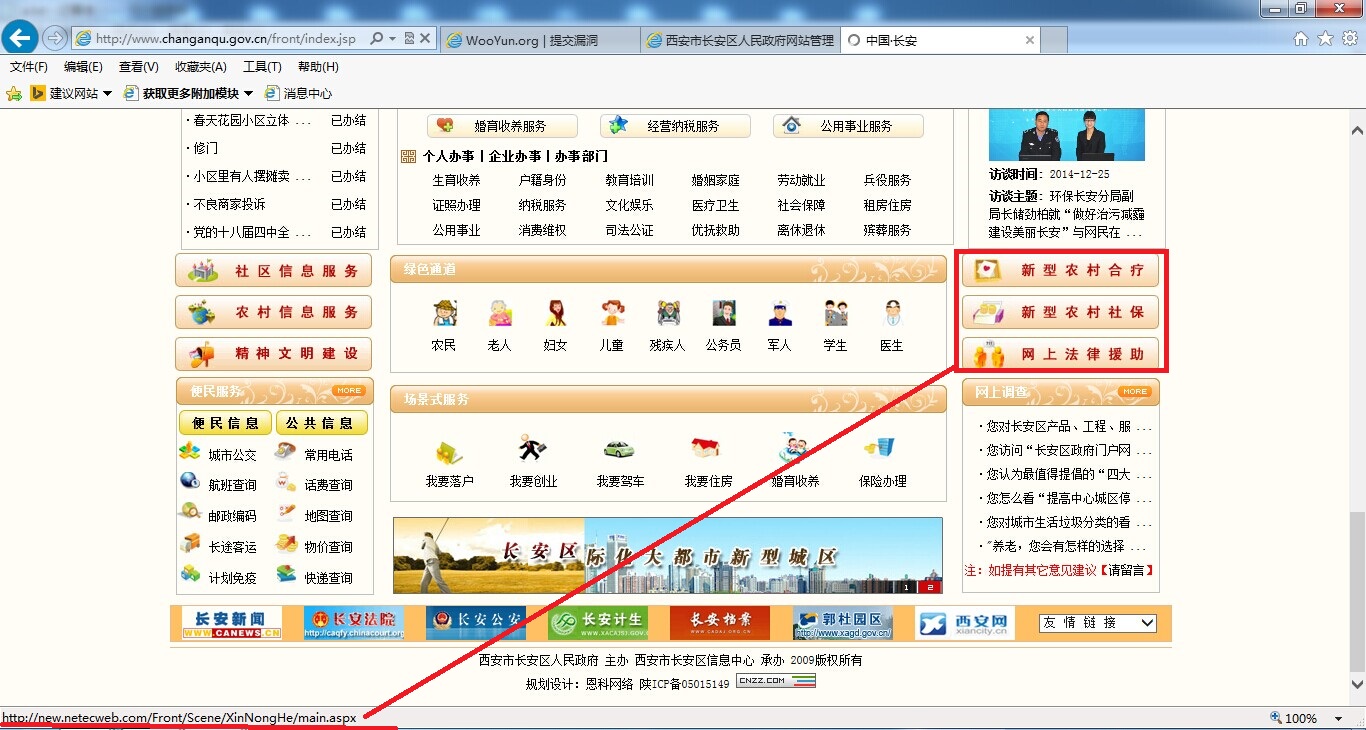 http://www.changanqu.gov.cn/front/index.jsp
WooYun.org | 提交漏洞
西安市长安区人民政府网站管理
中国·长安
文件(F) 编辑(E) 查看(V) 收藏夹(A) 工具(T) 帮助(H)
建议网站 获取更多附加模块 消息中心
·春天花园小区立体 ... 已办结
·修门 已办结
·小区里有人摆摊卖 ... 已办结
·不良商家投诉 已办结
·党的十八届四中全 ... 已办结
社区信息服务
农村信息服务
精神文明建设
便民服务 MORE
便民信息 公共信息
城市公交 常用电话
航班查询 话费查询
邮政编码 地图查询
长途客运 物价查询
计划免疫 快递查询
婚育收养服务 经营纳税服务 公用事业服务
个人办事 | 企业办事 | 办事部门
生育收养 户籍身份 教育培训 婚姻家庭 劳动就业 兵役服务
证照办理 纳税服务 文化娱乐 医疗卫生 社会保障 租房住房
公用事业 消费维权 司法公证 优抚救助 离休退休 殡葬服务
绿色通道
农民 老人 妇女 儿童 残疾人 公务员 军人 学生 医生
场景式服务
我要落户 我要创业 我要驾车 我要住房 婚育收养 保险办理
长安区 际化大都市新型城区
1 2
访谈时间：2014-12-25
访谈主题：环保长安分局副
局长储劲柏就“做好治污减霾
建设美丽长安”与网民在 ...
新型农村合疗
新型农村社保
网上法律援助
网上调查 MORE
·您对长安区产品、工程、服 ...
·您访问“长安区政府门户网 ...
·您认为最值得提倡的“四大 ...
·您怎么看“提高中心城区停 ...
·您对城市生活垃圾分类的看 ...
·“养老，您会有怎样的选择 ...
注：如提有其它意见建议【请留言】
长安新闻
WWW.CANEWS.CN
长安法院
http://caqfy.chinacourt.org
长安公安
长安计生
WWW.XACAJSJ.GOV.
长安档案
WWW.CADAJ.ORG.CN
郭杜园区
http://www.xagd.gov.cn/
西安网
xiancity.cn
友情链接
西安市长安区人民政府 主办 西安市长安区信息中心 承办 2009版权所有
规划设计：恩科网络 陕ICP备05015149 CNZZ.COM
http://new.netecweb.com/Front/Scene/XinNongHe/main.aspx
100%